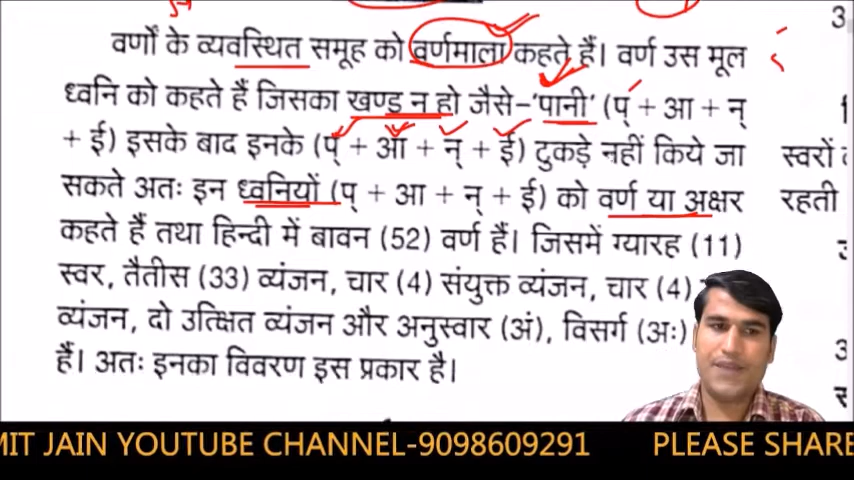 वर्णों के व्यवस्थित समूह को वर्णमाला कहते हैं। वर्ण उस मूल
ध्वनि को कहते हैं जिसका खण्ड न हो जैसे-'पानी' (प् + आ + न्
+ ई) इसके बाद इनके (प् + आ + न् + ई) टुकड़े नहीं किये जा
सकते अतः इन ध्वनियों (प् + आ + न् + ई) को वर्ण या अक्षर
कहते हैं तथा हिन्दी में बावन (52) वर्ण हैं। जिसमें ग्यारह (11)
स्वर, तैतीस (33) व्यंजन, चार (4) संयुक्त व्यंजन, चार (4)
व्यंजन, दो उत्क्षित व्यंजन और अनुस्वार (अं), विसर्ग (अः)
हैं। अतः इनका विवरण इस प्रकार है।
स्वरों
रहती
MIT JAIN YOUTUBE CHANNEL-9098609291 PLEASE SHARE